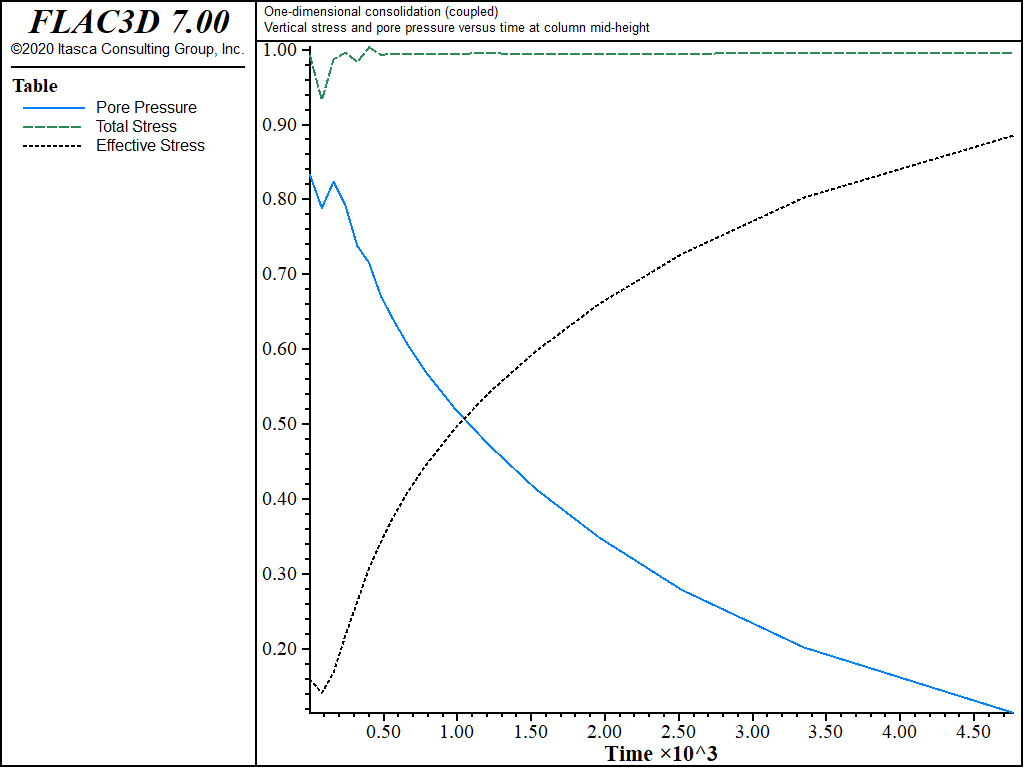 FLAC3D 7.00
©2020 Itasca Consulting Group, Inc.
Table
Pore Pressure
Total Stress
Effective Stress
One-dimensional consolidation (coupled)
Vertical stress and pore pressure versus time at column mid-height
1.00
0.90
0.80
0.70
0.60
0.50
0.40
0.30
0.20
0.50 1.00 1.50 2.00 2.50 3.00 3.50 4.00 4.50
Time ×10^3